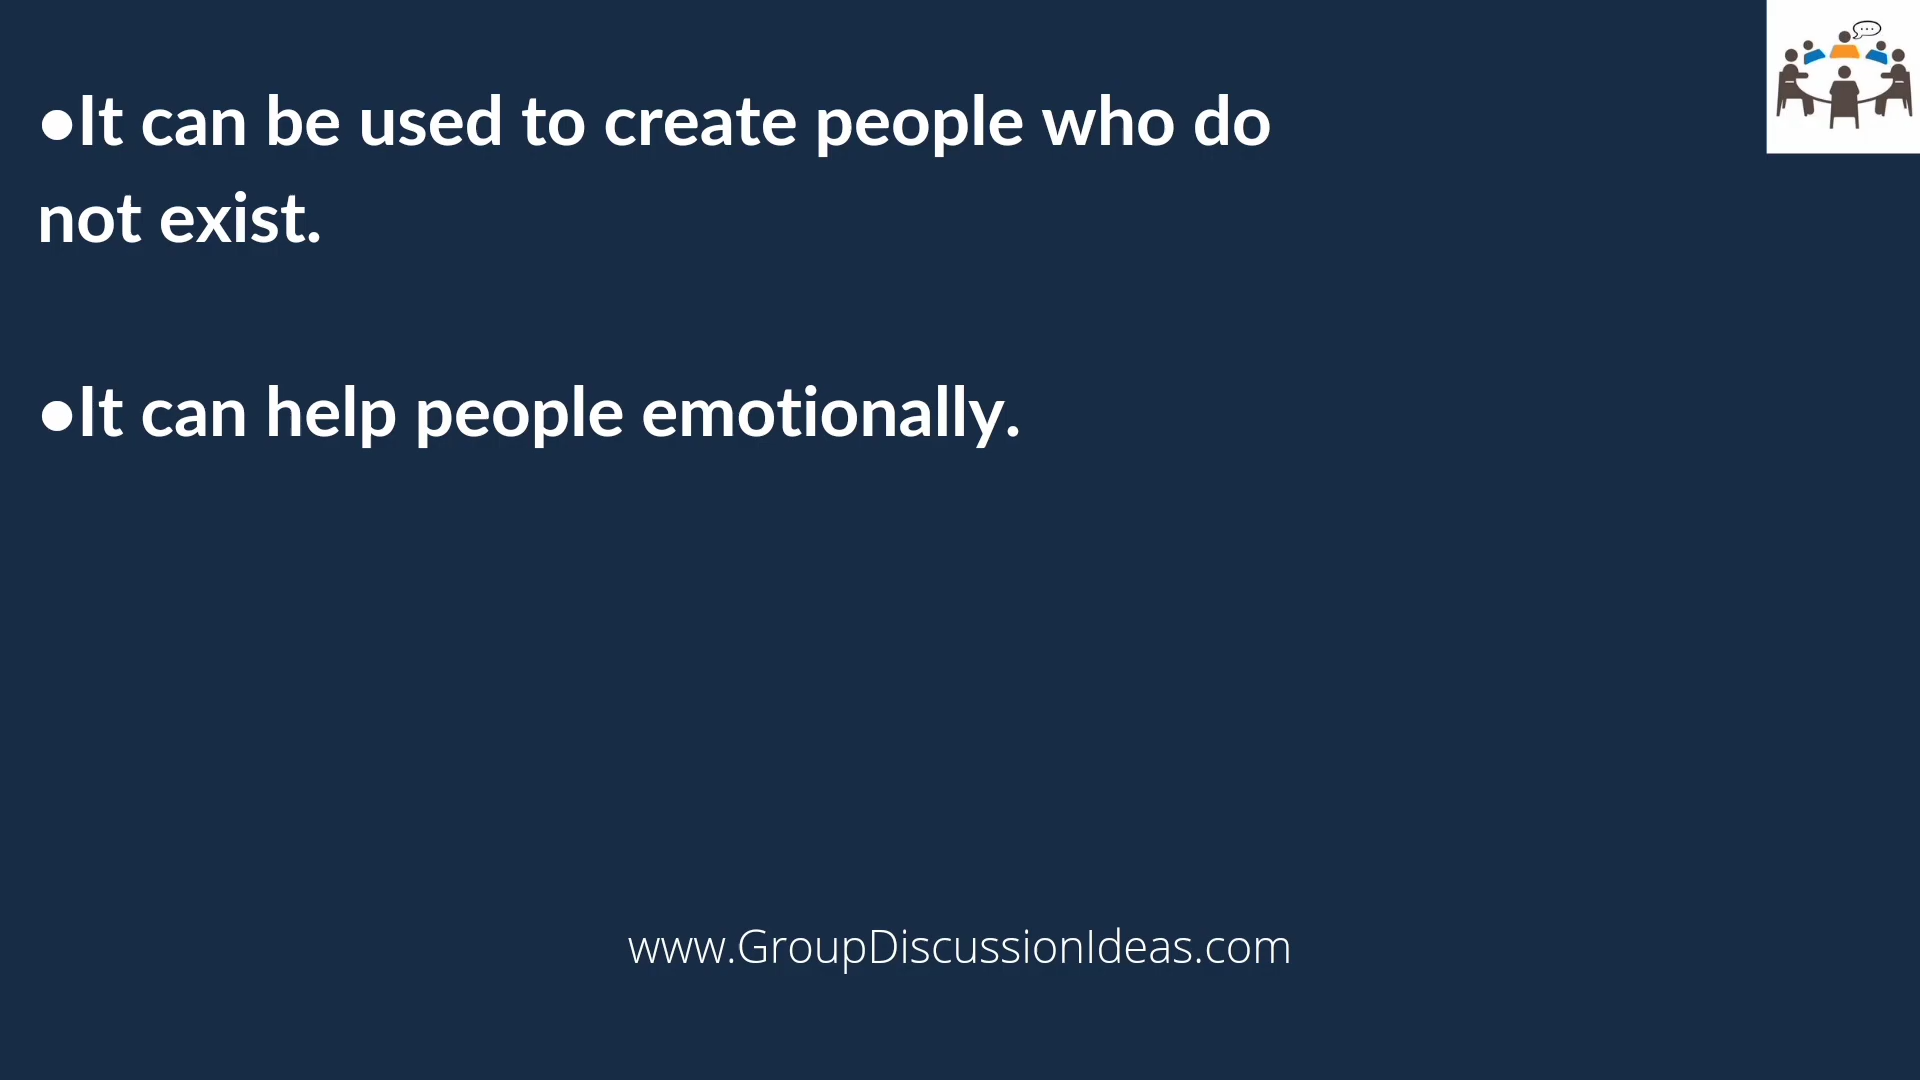 ●It can be used to create people who do
not exist.
●It can help people emotionally.
www.GroupDiscussionIdeas.com